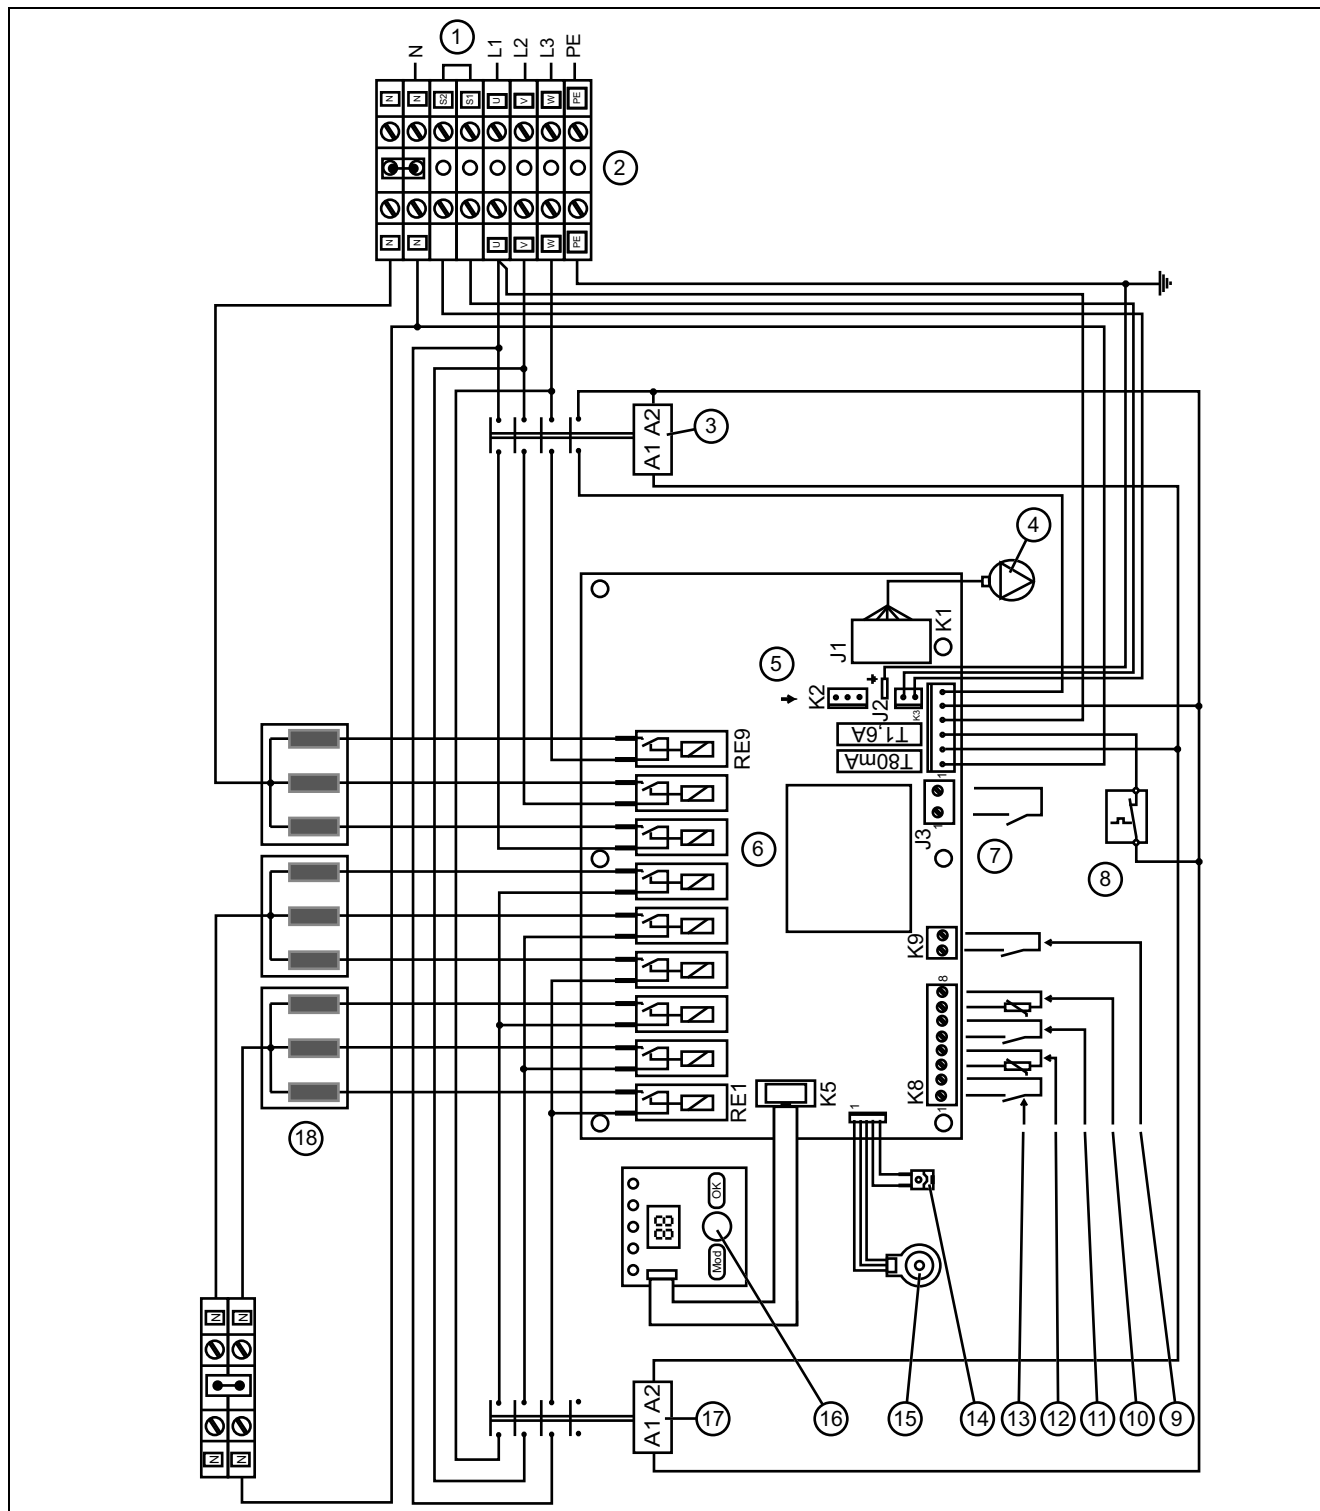 1
N L1 L2 L3 PE
N N S2 S1 U V W PE
2
N N U V W PE
A1 A2
3
4
5
K1
J1
K2
J2
K3
T1,6A
T80mA
RE9
6
1
J3
1
7
8
K9
8
K8
1
RE1
K5
1
18
88
OK
Mod
N N
N N
A1 A2
17 16 15 14 13 12 11 10 9